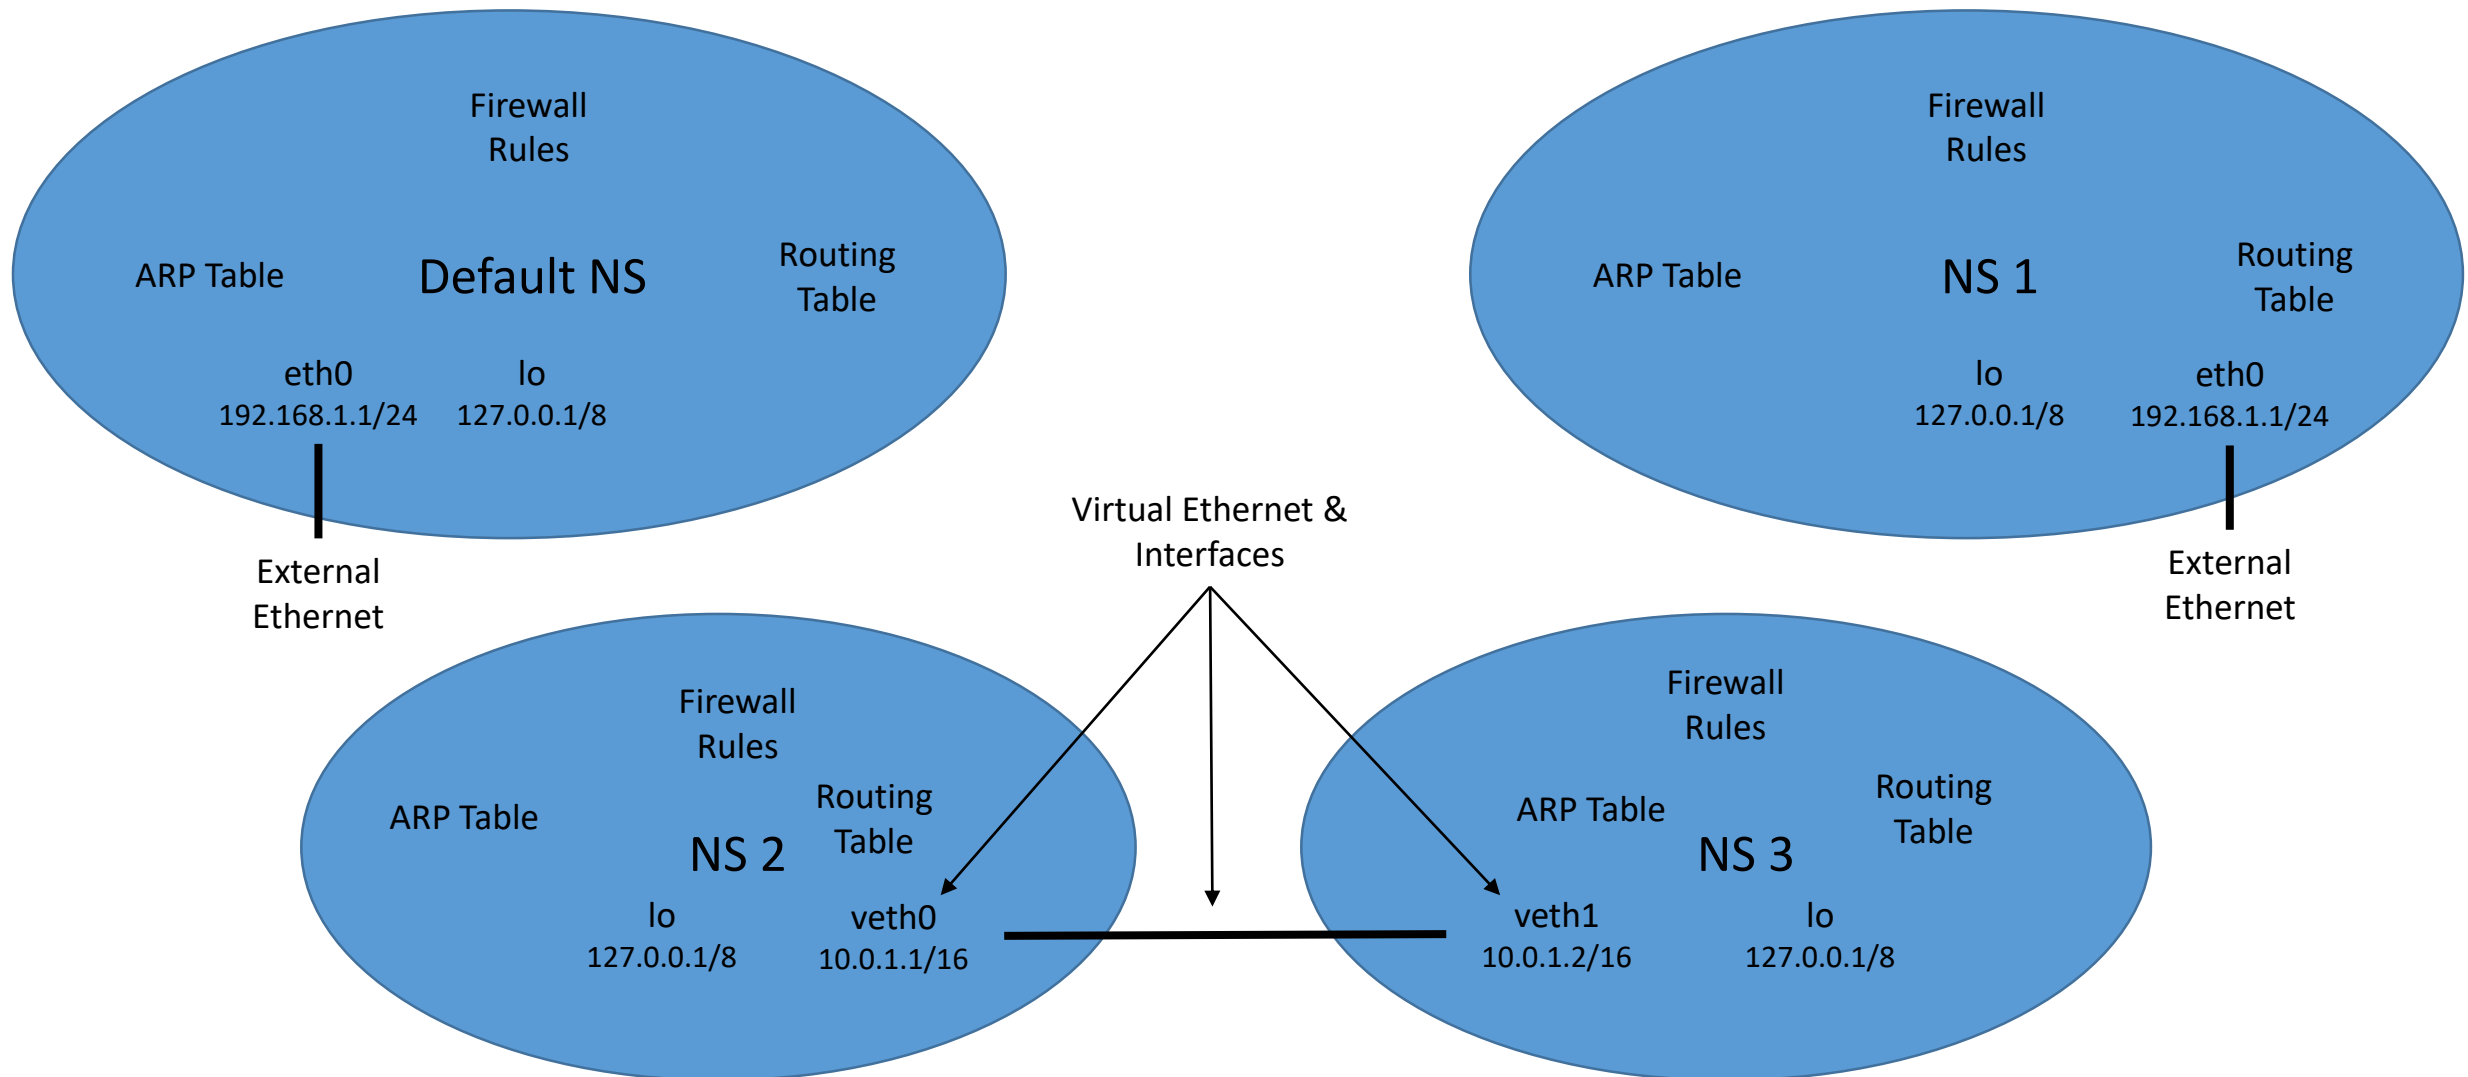 Firewall
Rules
ARP Table
Default NS
Routing
Table
eth0
192.168.1.1/24
lo
127.0.0.1/8
External
Ethernet
Firewall
Rules
ARP Table
NS 1
Routing
Table
lo
127.0.0.1/8
eth0
192.168.1.1/24
External
Ethernet
Virtual Ethernet &
Interfaces
Firewall
Rules
ARP Table
Routing
Table
NS 2
lo
127.0.0.1/8
veth0
10.0.1.1/16
Firewall
Rules
ARP Table
Routing
Table
NS 3
veth1
10.0.1.2/16
lo
127.0.0.1/8